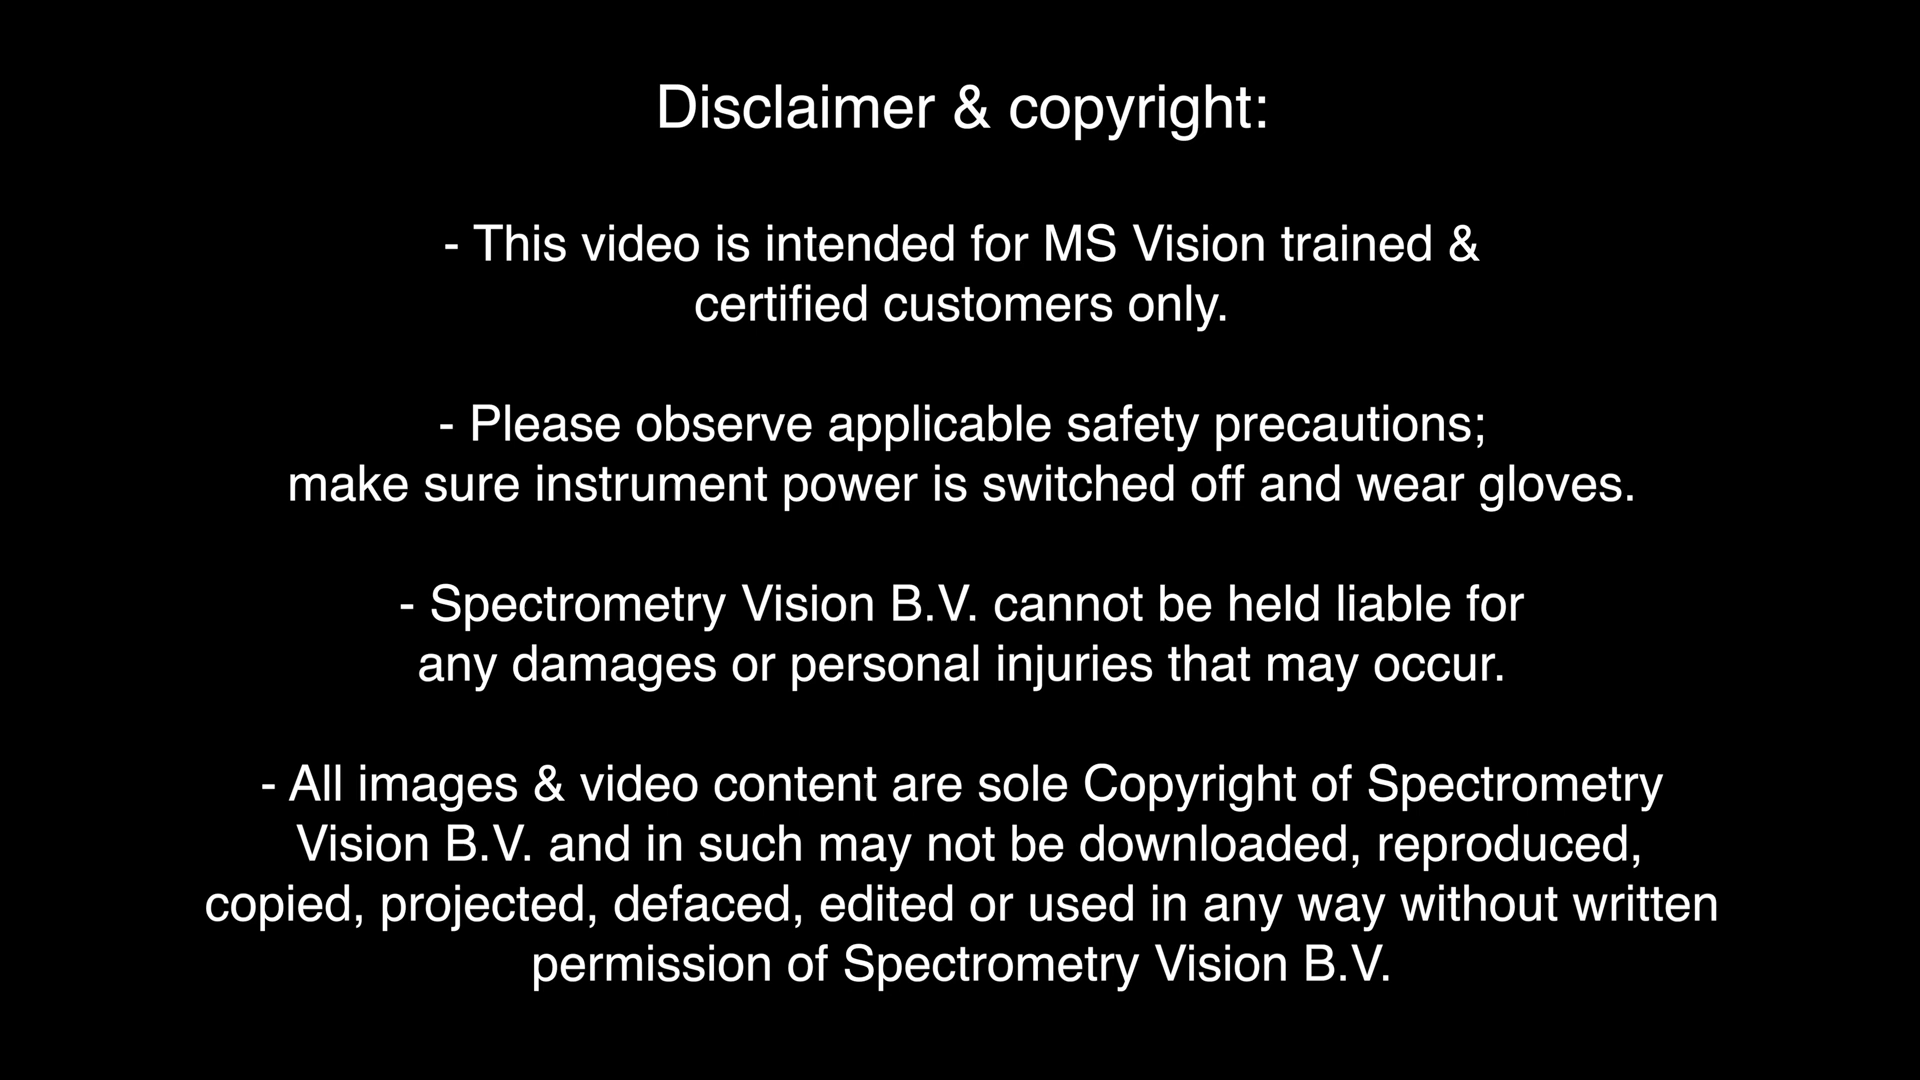 Disclaimer & copyright:
- This video is intended for MS Vision trained &
certified customers only.
- Please observe applicable safety precautions;
make sure instrument power is switched off and wear gloves.
- Spectrometry Vision B.V. cannot be held liable for
any damages or personal injuries that may occur.
- All images & video content are sole Copyright of Spectrometry
Vision B.V. and in such may not be downloaded, reproduced,
copied, projected, defaced, edited or used in any way without written
permission of Spectrometry Vision B.V.